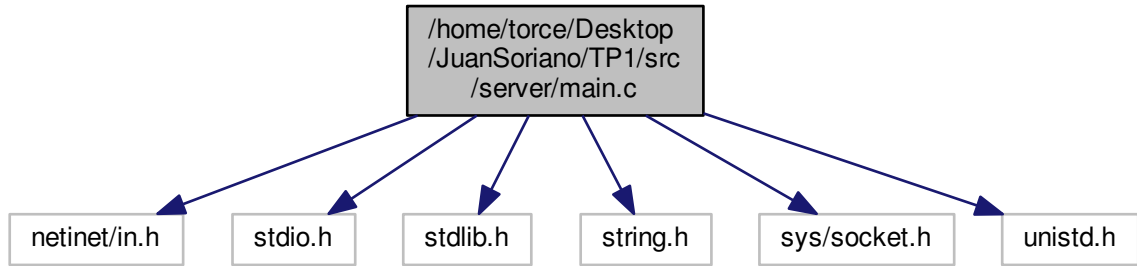 /home/torce/Desktop
/JuanSoriano/TP1/src
/server/main.c
netinet/in.h
stdio.h
stdlib.h
string.h
sys/socket.h
unistd.h